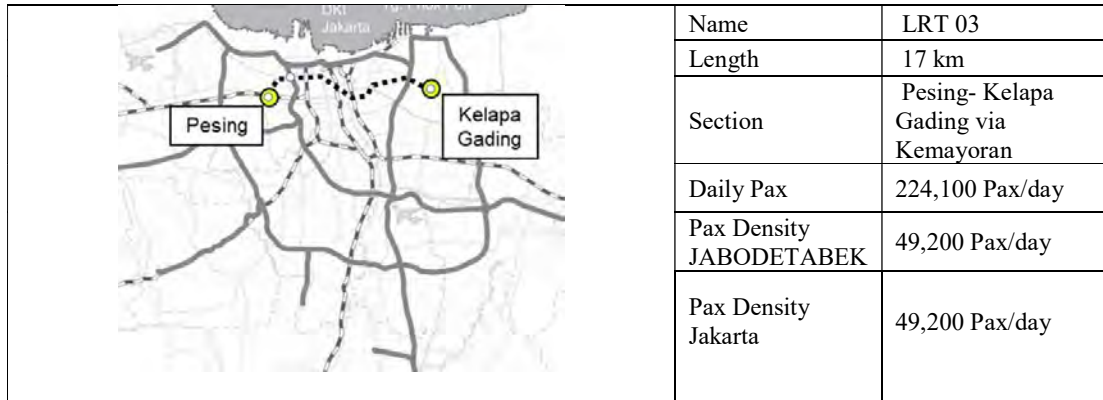 DKI
Jakarta
Pesing
Kelapa
Gading
Name
LRT 03
Length
17 km
Section
Pesing- Kelapa
Gading via
Kemayoran
Daily Pax
224,100 Pax/day
Pax Density
JABODETABEK
49,200 Pax/day
Pax Density
Jakarta
49,200 Pax/day